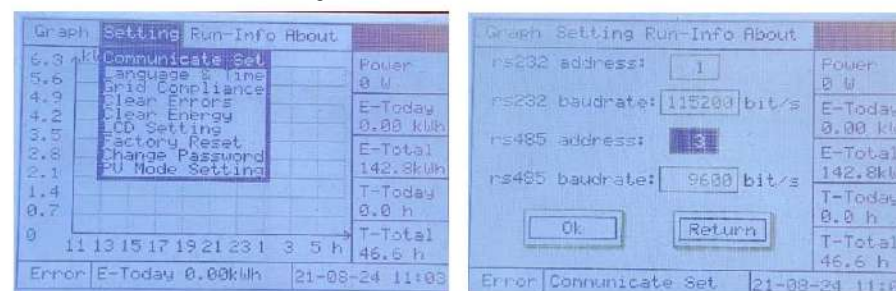 Graph Setting Run-Info About
Communicate Set
Language & Time
Grid Compliance
Clear Errors
Clear Energy
LCD Setting
Factory Reset
Change Password
PV Mode Setting
6.3
5.6
4.9
4.2
3.5
2.8
2.1
1.4
0.7
0
11 13 15 17 19 21 23 1 3 5 h
Power
0 W
E-Today
0.00 kWh
E-Total
142.8kWh
T-Today
0.0 h
T-Total
46.6 h
Error E-Today 0.00kWh 21-08-24 11:03
Graph Setting Run-Info About
rs232 address: 1
rs232 baudrate: 115200 bit/s
rs485 address: 3
rs485 baudrate: 9600 bit/s
Ok Return
Power
0 W
E-Today
0.00 k
E-Total
142.8k
T-Today
0.0 h
T-Total
46.6 h
Error Communicate Set 21-08-24